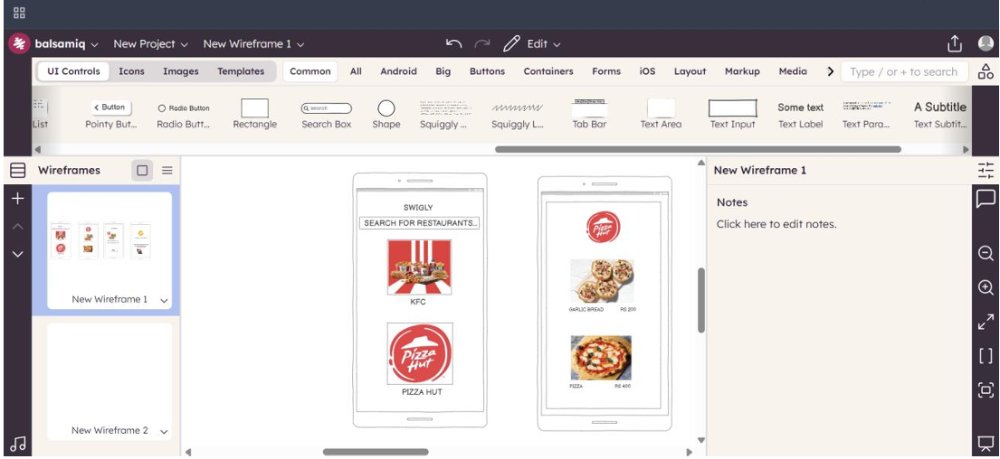 balsamiq New Project New Wireframe 1 Edit
UI Controls Icons Images Templates Common All Android Big Buttons Containers Forms iOS Layout Markup Media Type / or + to search
Button Radio Button search Some text A Subtitle
List Pointy But... Radio Butt... Rectangle Search Box Shape Squiggly ... Squiggly L... Tab Bar Text Area Text Input Text Label Text Para... Text Subtit...
Wireframes
New Wireframe 1
New Wireframe 2
SWIGLY
SEARCH FOR RESTAURANTS...
KFC
Pizza
Hut
PIZZA HUT
Pizza
Hut
GARLIC BREAD RS 200
PIZZA RS 400
New Wireframe 1
Notes
Click here to edit notes.